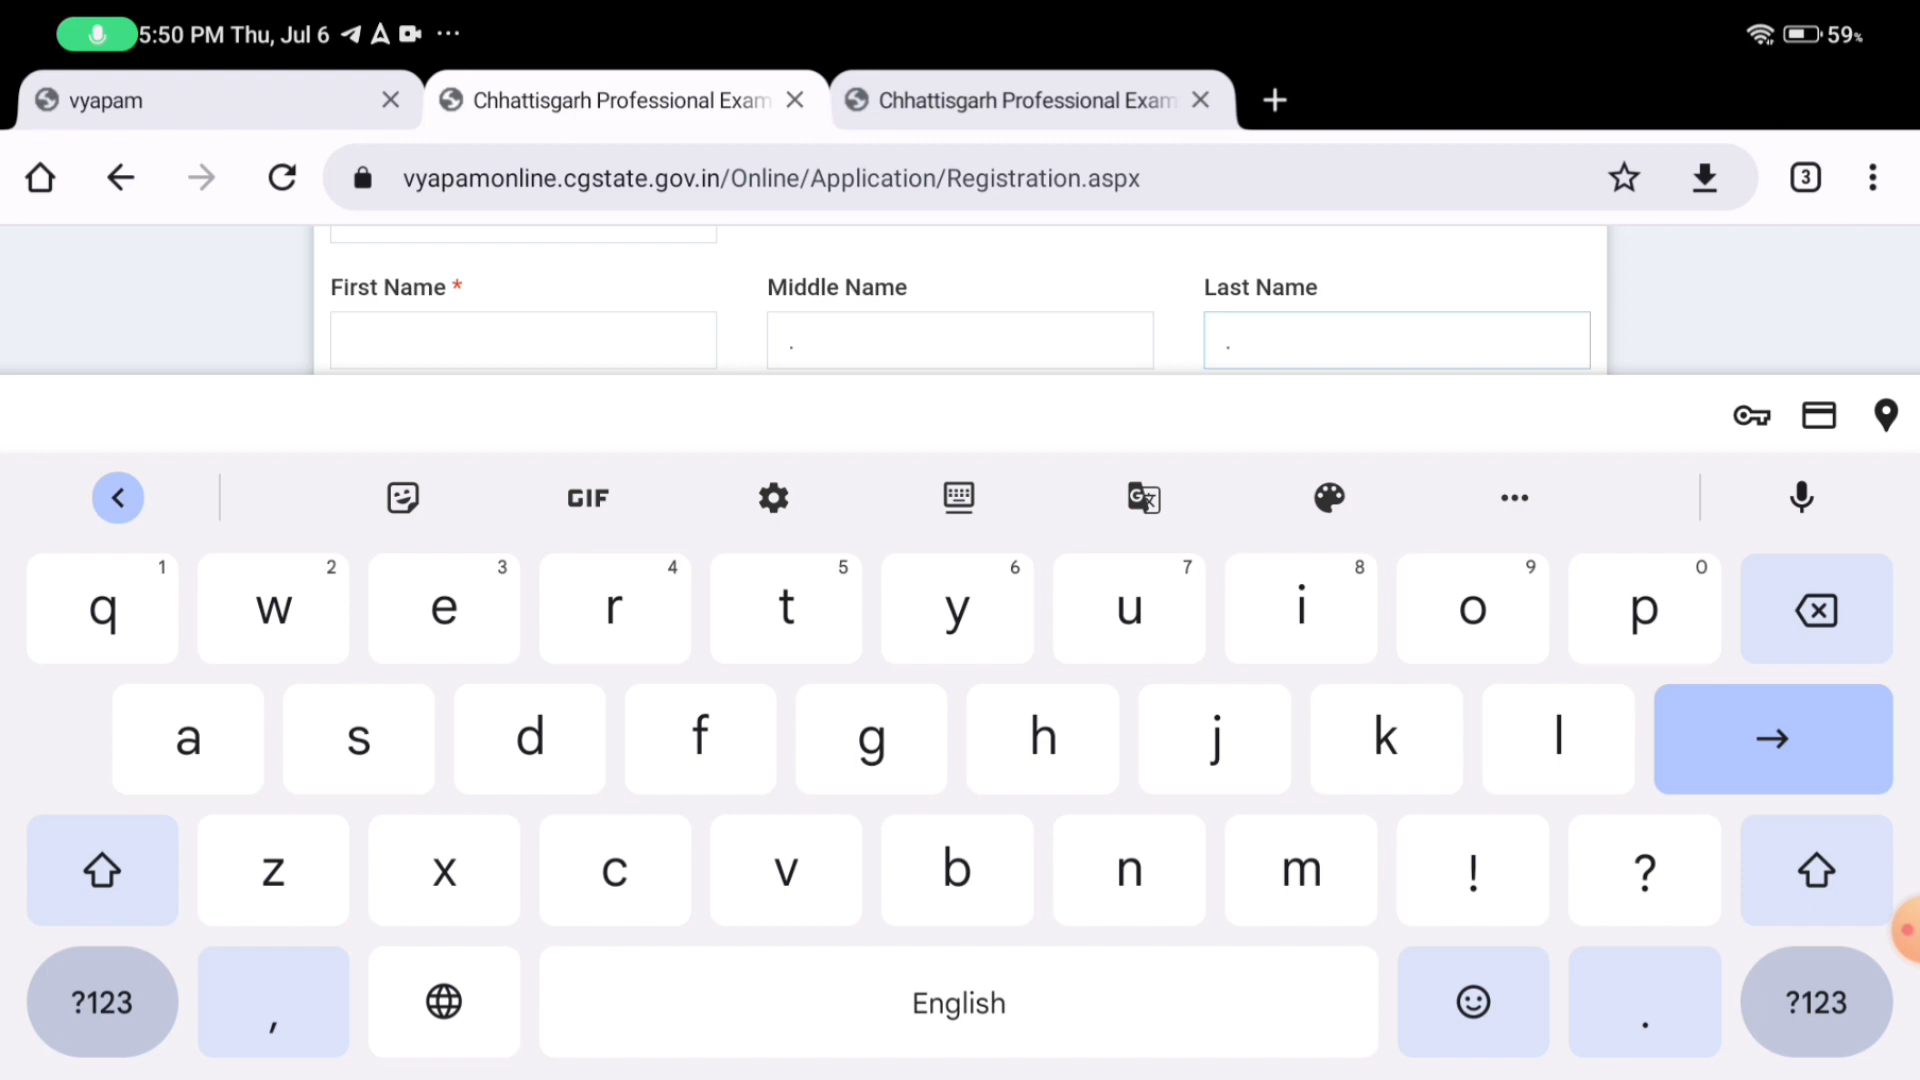 5:50 PM Thu, Jul 6
59%
vyapam
Chhattisgarh Professional Exam
Chhattisgarh Professional Exam
vyapamonline.cgstate.gov.in/Online/Application/Registration.aspx
3
First Name *
Middle Name
Last Name
.
.
GIF
q 1 w 2 e 3 r 4 t 5 y 6 u 7 i 8 o 9 p 0
a s d f g h j k l
z x c v b n m ! ?
?123 , English . ?123